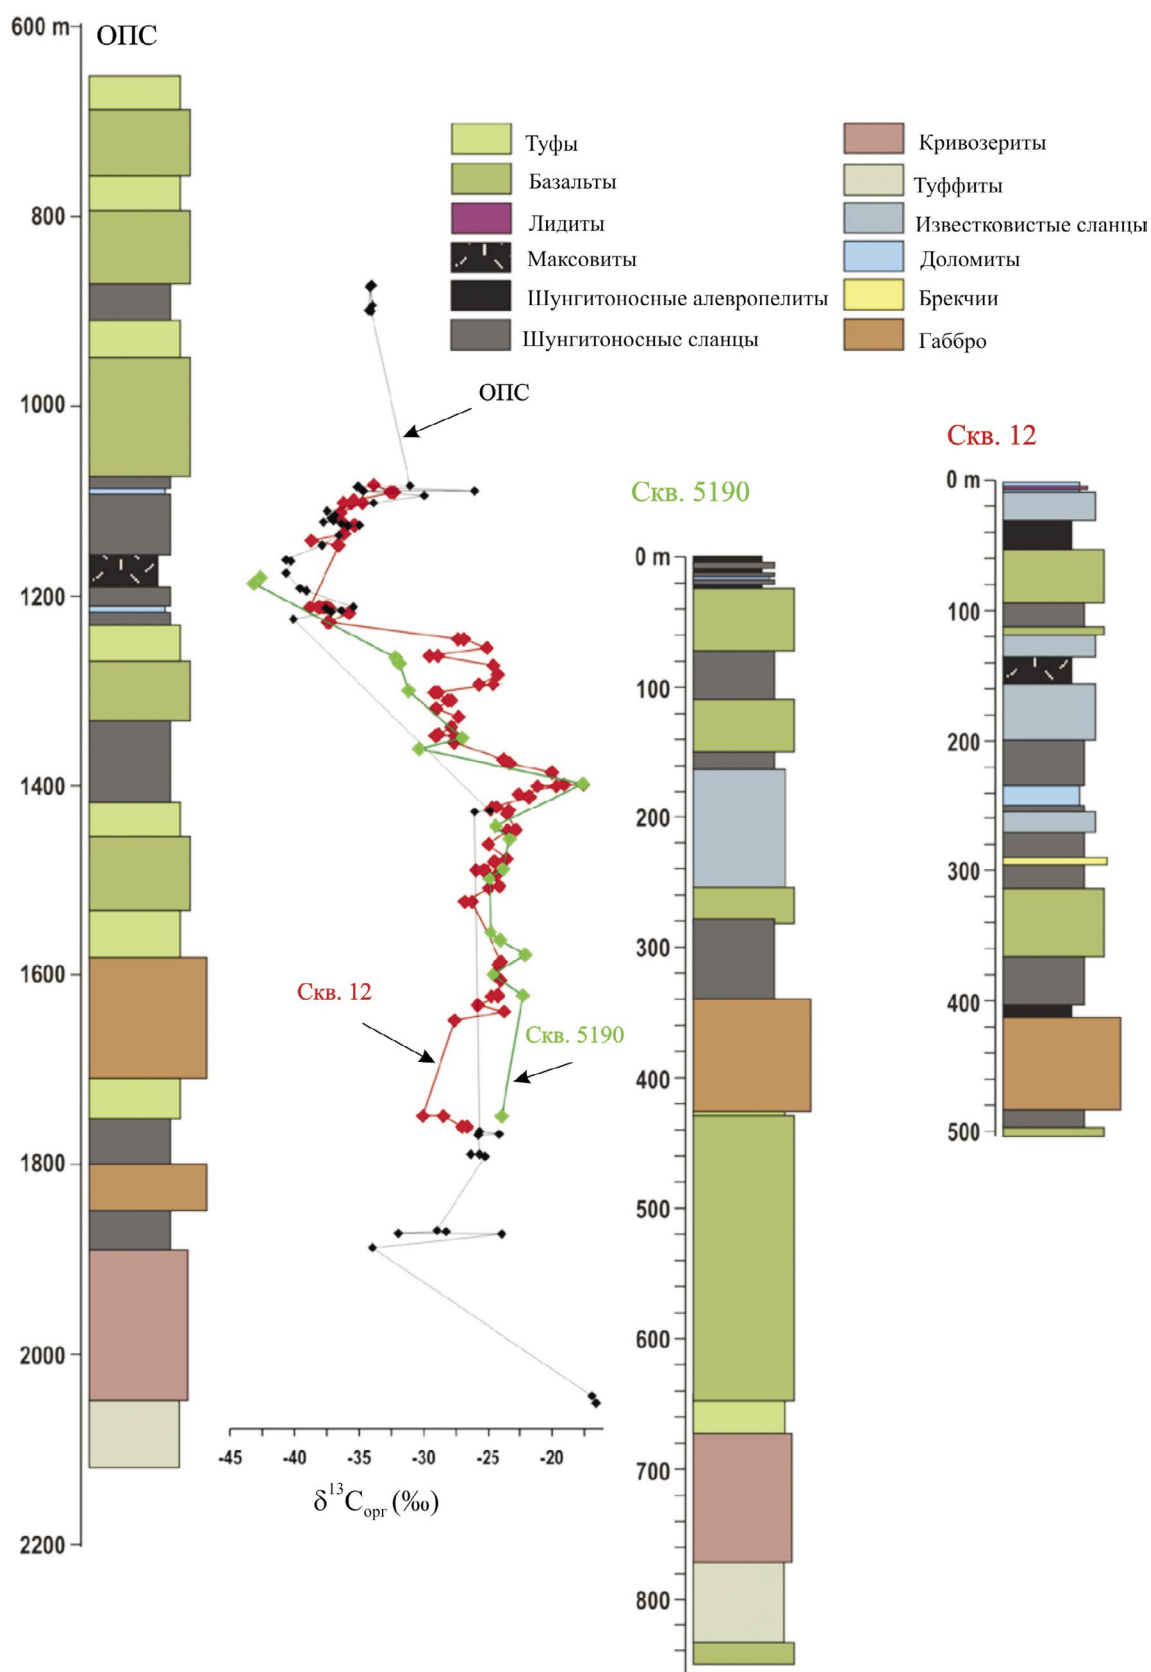 600 m
ОПС
800
1000
1200
1400
1600
1800
2000
2200
Туфы
Базальты
Лидиты
Максовиты
Шунгитоносные алевропелиты
Шунгитоносные сланцы
Кривозериты
Туффиты
Известковистые сланцы
Доломиты
Брекчии
Габбро
ОПС
Скв. 12
Скв. 5190
-45 -40 -35 -30 -25 -20
δ¹³Cорг (‰)
Скв. 5190
0 m
100
200
300
400
500
600
700
800
Скв. 12
0 m
100
200
300
400
500